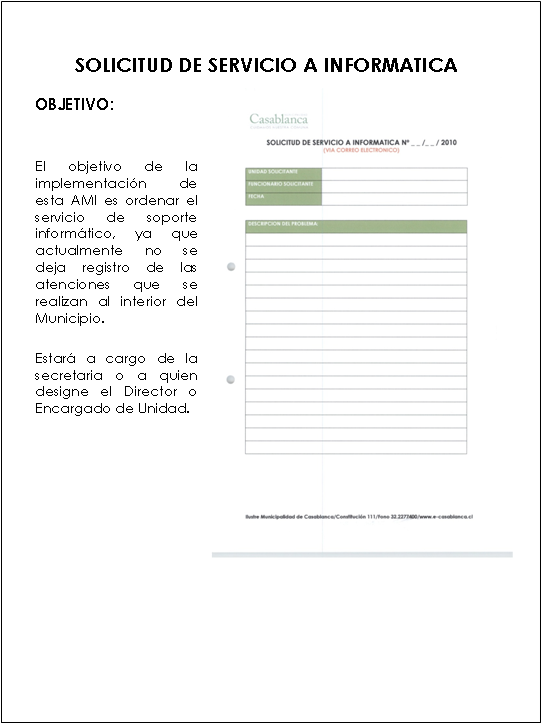 SOLICITUD DE SERVICIO A INFORMATICA
OBJETIVO:
El objetivo de la
implementación de
esta AMI es ordenar el
servicio de soporte
informático, ya que
actualmente no se
deja registro de las
atenciones que se
realizan al interior del
Municipio.
Estará a cargo de la
secretaria o a quien
designe el Director o
Encargado de Unidad.
Casablanca
SOLICITUD DE SERVICIO A INFORMATICA Nº _ _ /_ _ / 2010
(VIA CORREO ELECTRONICO)
UNIDAD SOLICITANTE
FUNCIONARIO SOLICITANTE
FECHA
DESCRIPCION DEL PROBLEMA:
Ilustre Municipalidad de Casablanca/Constitución 111/Fono 32.2277400/www.e-casablanca.cl